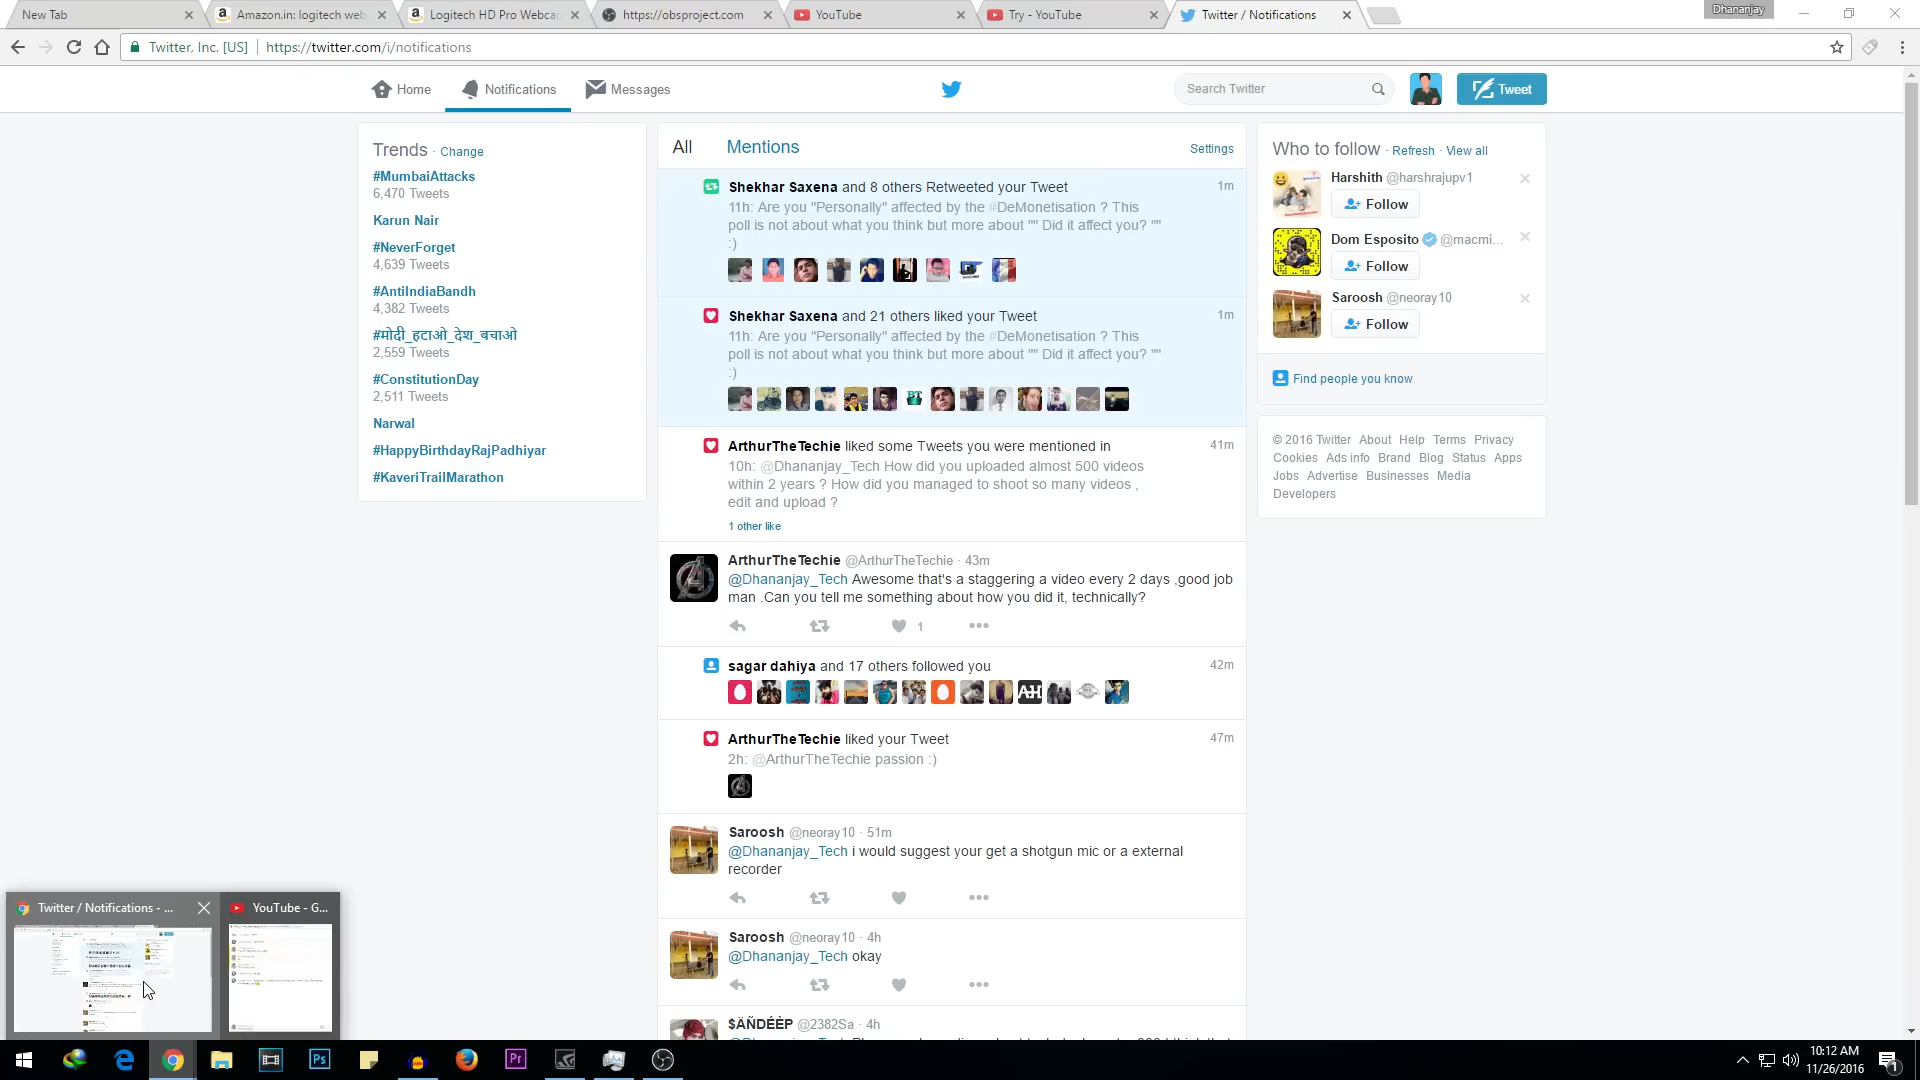 New Tab
Amazon.in: logitech web
Logitech HD Pro Webcam
https://obsproject.com
YouTube
Try - YouTube
Twitter / Notifications
Dhananjay
Twitter, Inc. [US]
https://twitter.com/i/notifications
Home
Notifications
Messages
Search Twitter
Tweet
Trends · Change
#MumbaiAttacks
6,470 Tweets
Karun Nair
#NeverForget
4,639 Tweets
#AntiIndiaBandh
4,382 Tweets
#मोदी_हटाओ_देश_बचाओ
2,559 Tweets
#ConstitutionDay
2,511 Tweets
Narwal
#HappyBirthdayRajPadhiyar
#KaveriTrailMarathon
All
Mentions
Settings
Shekhar Saxena and 8 others Retweeted your Tweet
1m
11h: Are you "Personally" affected by the #DeMonetisation ? This
poll is not about what you think but more about "" Did it affect you? ""
:)
Shekhar Saxena and 21 others liked your Tweet
1m
11h: Are you "Personally" affected by the #DeMonetisation ? This
poll is not about what you think but more about "" Did it affect you? ""
:)
BT
ArthurTheTechie liked some Tweets you were mentioned in
41m
10h: @Dhananjay_Tech How did you uploaded almost 500 videos
within 2 years ? How did you managed to shoot so many videos ,
edit and upload ?
1 other like
ArthurTheTechie @ArthurTheTechie · 43m
@Dhananjay_Tech Awesome that's a staggering a video every 2 days ,good job
man .Can you tell me something about how you did it, technically?
1
sagar dahiya and 17 others followed you
42m
ArthurTheTechie liked your Tweet
47m
2h: @ArthurTheTechie passion :)
Saroosh @neoray10 · 51m
@Dhananjay_Tech i would suggest your get a shotgun mic or a external
recorder
Saroosh @neoray10 · 4h
@Dhananjay_Tech okay
$ÄÑDÉÈP @2382Sa · 4h
Who to follow · Refresh · View all
Harshith @harshrajupv1
Follow
Dom Esposito @macmi...
Follow
Saroosh @neoray10
Follow
Find people you know
© 2016 Twitter About Help Terms Privacy
Cookies Ads info Brand Blog Status Apps
Jobs Advertise Businesses Media
Developers
Twitter / Notifications - ...
YouTube - G...
Ps
Pr
10:12 AM
11/26/2016
1